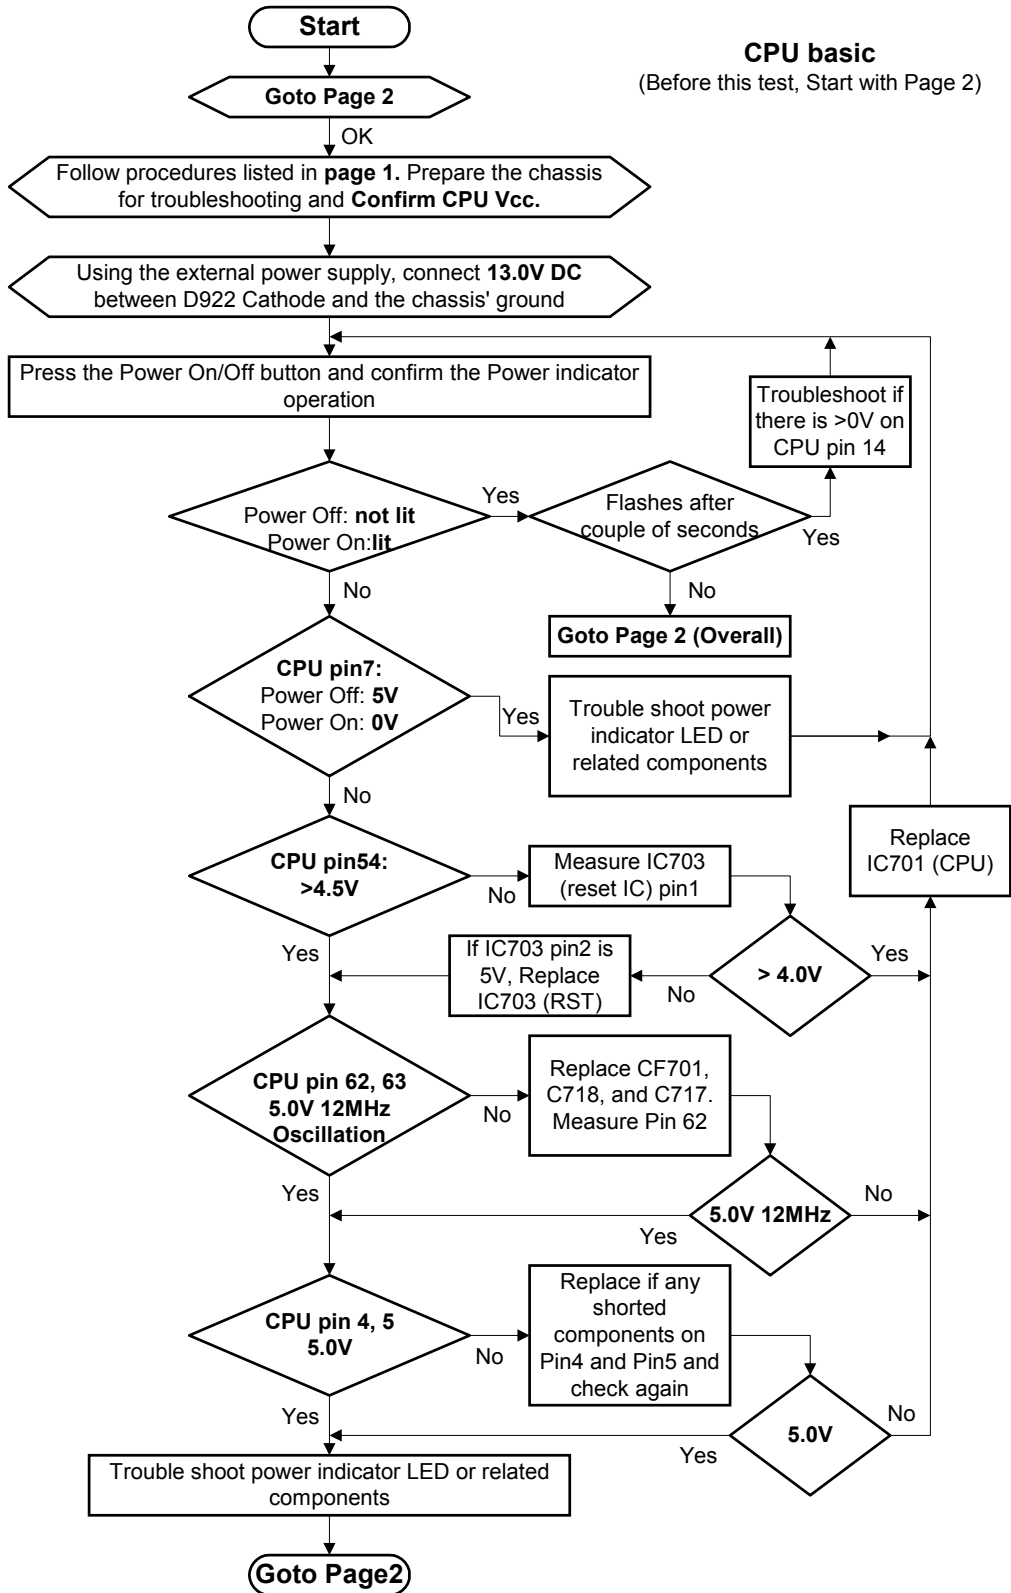 Start
CPU basic
(Before this test, Start with Page 2)
Goto Page 2
OK
Follow procedures listed in page 1. Prepare the chassis
for troubleshooting and Confirm CPU Vcc.
Using the external power supply, connect 13.0V DC
between D922 Cathode and the chassis' ground
Press the Power On/Off button and confirm the Power indicator
operation
Troubleshoot if
there is >0V on
CPU pin 14
Power Off: not lit
Power On:lit
Yes
Flashes after
couple of seconds
Yes
No
No
Goto Page 2 (Overall)
CPU pin7:
Power Off: 5V
Power On: 0V
Yes
Trouble shoot power
indicator LED or
related components
No
Replace
IC701 (CPU)
CPU pin54:
>4.5V
No
Measure IC703
(reset IC) pin1
Yes
If IC703 pin2 is
5V, Replace
IC703 (RST)
No
> 4.0V
Yes
CPU pin 62, 63
5.0V 12MHz
Oscillation
No
Replace CF701,
C718, and C717.
Measure Pin 62
Yes
Yes
5.0V 12MHz
No
CPU pin 4, 5
5.0V
No
Replace if any
shorted
components on
Pin4 and Pin5 and
check again
Yes
Yes
5.0V
No
Trouble shoot power indicator LED or related
components
Goto Page2